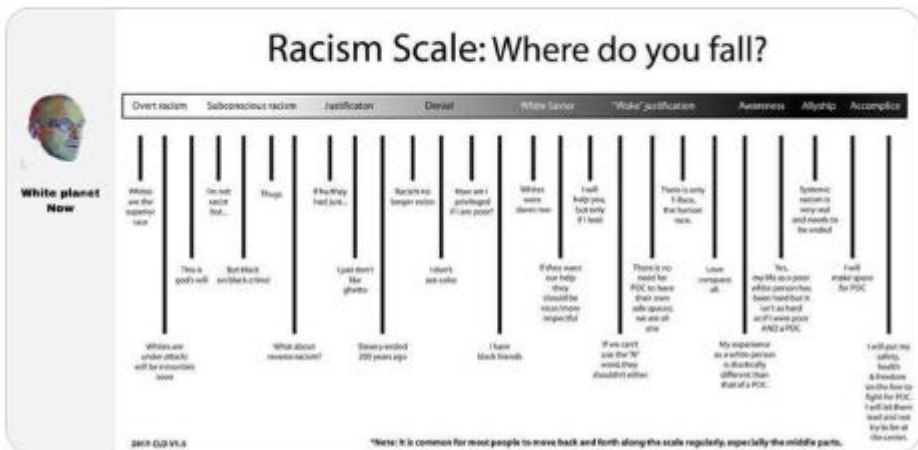 Racism Scale: Where do you fall?
Overt racism
Subconscious racism
Justification
Denial
White Savior
"Woke" justification
Awareness
Allyship
Accomplice
White planet
Now
Whites
are the
superior
race
I'm not
racist
but...
Thugs
If he/they
had just...
Racism no
longer exists
How am I
privileged
if I am poor?
Whites
were
slaves too
I will
help you,
but only
if I lead
There is only
1 Race,
the human
race.
Systemic
racism is
very real
and needs to
be ended
This is
god's will
But black
on black crime!
I just don't
like
ghetto
I don't
see color
If they want
our help
they
should be
nicer/more
respectful
There is no
need for
POC to have
their own
safe spaces,
we are all
one
Love
conquers
all.
Yes,
my life as a poor
white person has
been hard but it
isn't as hard
as if I were poor
AND a POC
I will
make space
for POC
Whites are
under attack/
will be minorities
soon
What about
reverse racism?
Slavery ended
200 years ago
I have
black friends
If we can't
use the "N"
word, they
shouldn't either.
My experience
as a white person
is drastically
different than
that of a POC.
I will put my
safety,
health
& freedom
on the line to
fight for POC.
I will let them
lead and not
try to be at
the center.
2017 CLD V1.5
*Note: It is common for most people to move back and forth along the scale regularly, especially the middle parts.